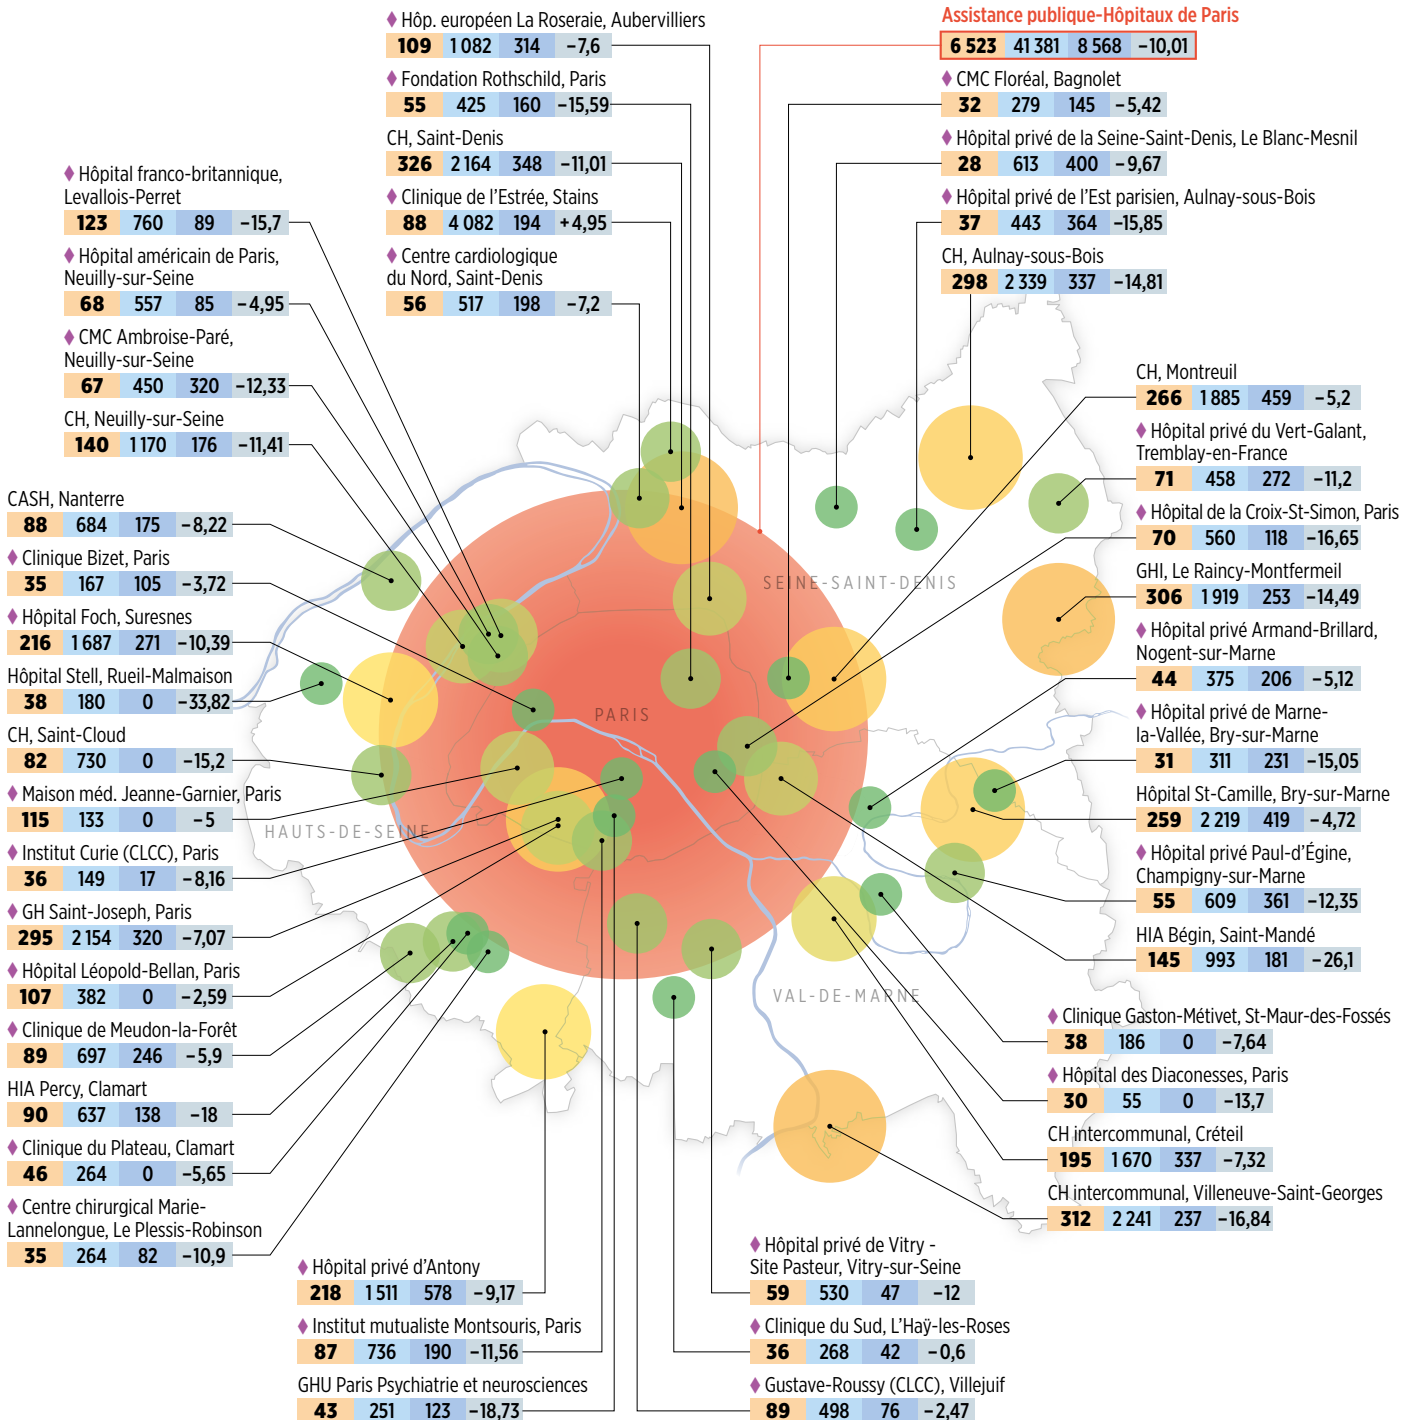 ♦ Hôp. européen La Roseraie, Aubervilliers
109 1 082 314 –7,6
♦ Fondation Rothschild, Paris
55 425 160 –15,59
CH, Saint-Denis
326 2 164 348 –11,01
♦ Clinique de l'Estrée, Stains
88 4 082 194 +4,95
♦ Centre cardiologique
du Nord, Saint-Denis
56 517 198 –7,2
Assistance publique-Hôpitaux de Paris
6 523 41 381 8 568 –10,01
♦ CMC Floréal, Bagnolet
32 279 145 –5,42
♦ Hôpital privé de la Seine-Saint-Denis, Le Blanc-Mesnil
28 613 400 –9,67
♦ Hôpital privé de l'Est parisien, Aulnay-sous-Bois
37 443 364 –15,85
CH, Aulnay-sous-Bois
298 2 339 337 –14,81
♦ Hôpital franco-britannique,
Levallois-Perret
123 760 89 –15,7
♦ Hôpital américain de Paris,
Neuilly-sur-Seine
68 557 85 –4,95
♦ CMC Ambroise-Paré,
Neuilly-sur-Seine
67 450 320 –12,33
CH, Neuilly-sur-Seine
140 1 170 176 –11,41
CASH, Nanterre
88 684 175 –8,22
♦ Clinique Bizet, Paris
35 167 105 –3,72
♦ Hôpital Foch, Suresnes
216 1 687 271 –10,39
Hôpital Stell, Rueil-Malmaison
38 180 0 –33,82
CH, Saint-Cloud
82 730 0 –15,2
♦ Maison méd. Jeanne-Garnier, Paris
115 133 0 –5
♦ Institut Curie (CLCC), Paris
36 149 17 –8,16
♦ GH Saint-Joseph, Paris
295 2 154 320 –7,07
♦ Hôpital Léopold-Bellan, Paris
107 382 0 –2,59
♦ Clinique de Meudon-la-Forêt
89 697 246 –5,9
HIA Percy, Clamart
90 637 138 –18
♦ Clinique du Plateau, Clamart
46 264 0 –5,65
♦ Centre chirurgical Marie-
Lannelongue, Le Plessis-Robinson
35 264 82 –10,9
SEINE-SAINT-DENIS
PARIS
HAUTS-DE-SEINE
VAL-DE-MARNE
CH, Montreuil
266 1 885 459 –5,2
♦ Hôpital privé du Vert-Galant,
Tremblay-en-France
71 458 272 –11,2
♦ Hôpital de la Croix-St-Simon, Paris
70 560 118 –16,65
GHI, Le Raincy-Montfermeil
306 1 919 253 –14,49
♦ Hôpital privé Armand-Brillard,
Nogent-sur-Marne
44 375 206 –5,12
♦ Hôpital privé de Marne-
la-Vallée, Bry-sur-Marne
31 311 231 –15,05
Hôpital St-Camille, Bry-sur-Marne
259 2 219 419 –4,72
♦ Hôpital privé Paul-d'Égine,
Champigny-sur-Marne
55 609 361 –12,35
HIA Bégin, Saint-Mandé
145 993 181 –26,1
♦ Clinique Gaston-Métivet, St-Maur-des-Fossés
38 186 0 –7,64
♦ Hôpital des Diaconesses, Paris
30 55 0 –13,7
CH intercommunal, Créteil
195 1 670 337 –7,32
CH intercommunal, Villeneuve-Saint-Georges
312 2 241 237 –16,84
♦ Hôpital privé d'Antony
218 1 511 578 –9,17
♦ Institut mutualiste Montsouris, Paris
87 736 190 –11,56
GHU Paris Psychiatrie et neurosciences
43 251 123 –18,73
♦ Hôpital privé de Vitry -
Site Pasteur, Vitry-sur-Seine
59 530 47 –12
♦ Clinique du Sud, L'Haÿ-les-Roses
36 268 42 –0,6
♦ Gustave-Roussy (CLCC), Villejuif
89 498 76 –2,47